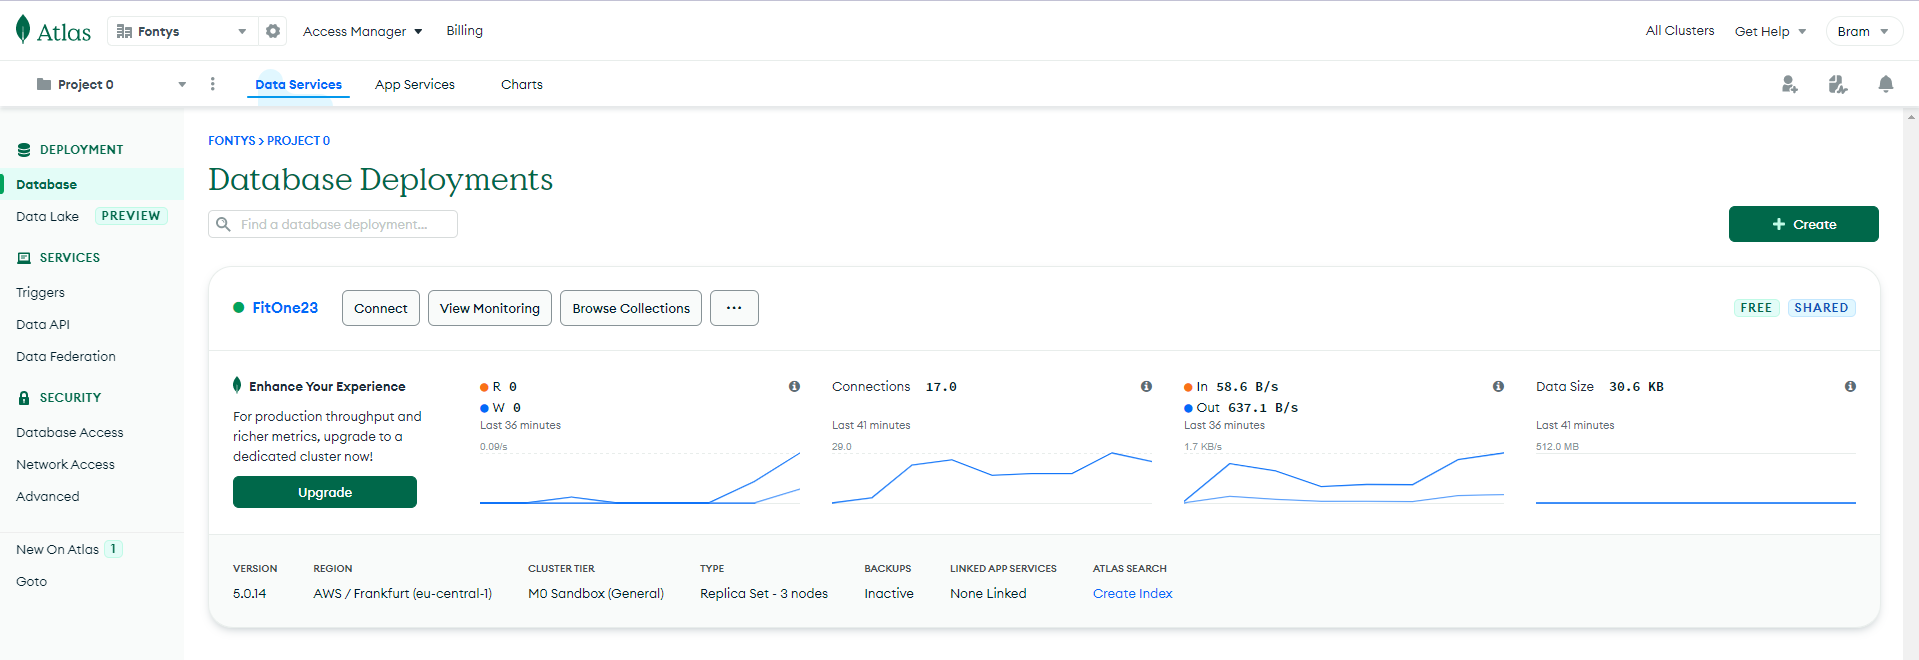 Atlas Fontys Access Manager Billing All Clusters Get Help Bram
Project 0 Data Services App Services Charts
DEPLOYMENT
Database
Data Lake PREVIEW
SERVICES
Triggers
Data API
Data Federation
SECURITY
Database Access
Network Access
Advanced
New On Atlas 1
Goto
FONTYS > PROJECT 0
Database Deployments
Find a database deployment...
+ Create
FitOne23 Connect View Monitoring Browse Collections ... FREE SHARED
Enhance Your Experience
For production throughput and
richer metrics, upgrade to a
dedicated cluster now!
Upgrade
R 0
W 0
Last 36 minutes
0.09/s
Connections 17.0
Last 41 minutes
29.0
In 58.6 B/s
Out 637.1 B/s
Last 36 minutes
1.7 KB/s
Data Size 30.6 KB
Last 41 minutes
512.0 MB
VERSION REGION CLUSTER TIER TYPE BACKUPS LINKED APP SERVICES ATLAS SEARCH
5.0.14 AWS / Frankfurt (eu-central-1) M0 Sandbox (General) Replica Set - 3 nodes Inactive None Linked Create Index